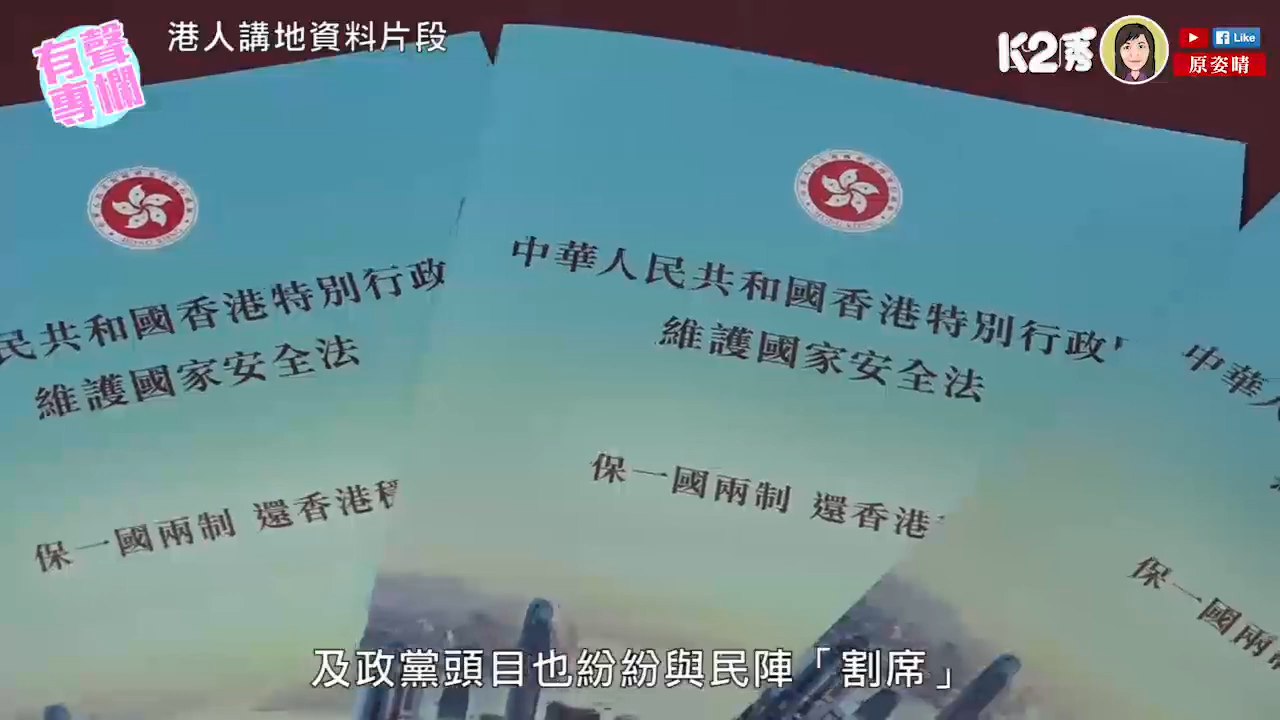 有聲
專欄
港人講地資料片段
K2秀
Like
原姿晴
民共和國香港特別行政
維護國家安全法
保一國兩制 還香港
中華人民共和國香港特別行政
維護國家安全法
保一國兩制 還香港
中華人
保一國兩
及政黨頭目也紛紛與民陣「割席」